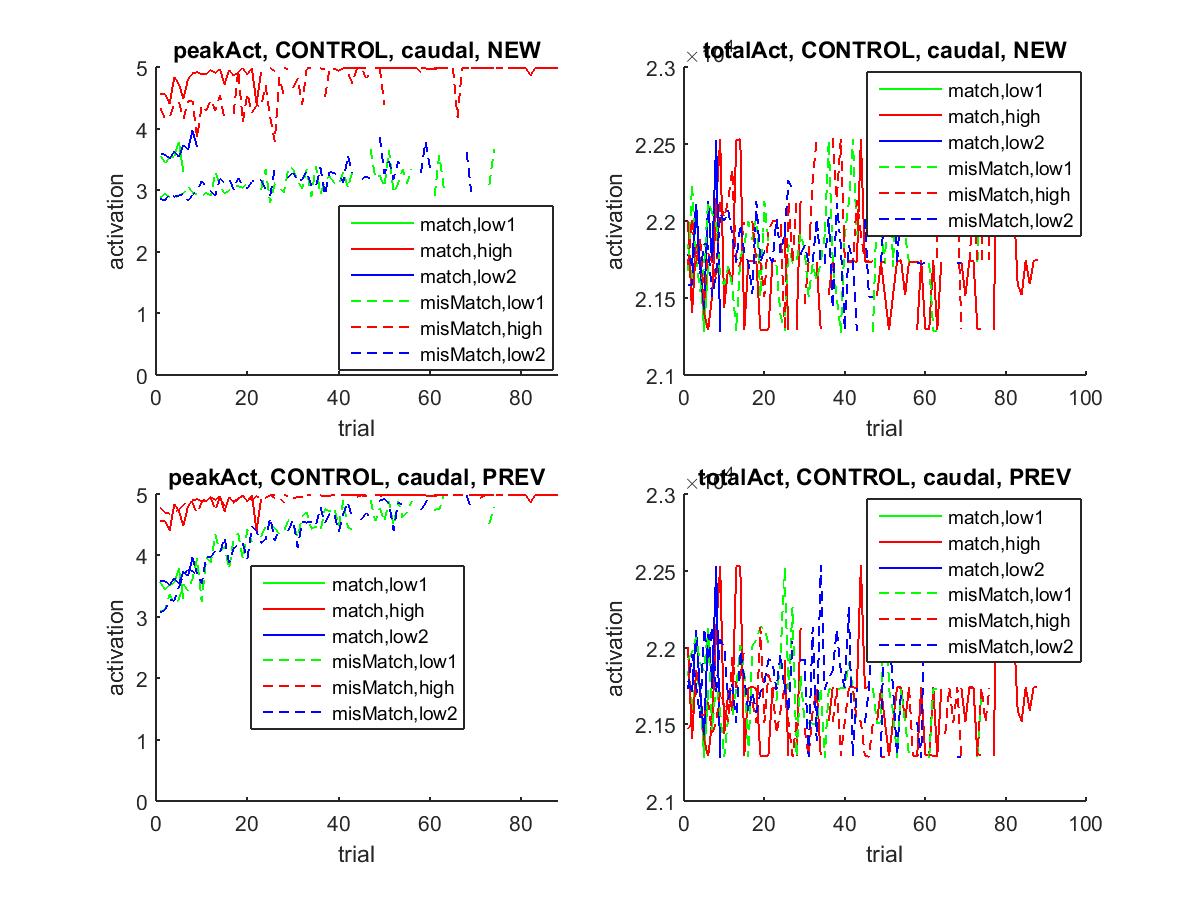 peakAct, CONTROL, caudal, NEW
5
4
3
2
1
0
activation
match,low1
match,high
match,low2
misMatch,low1
misMatch,high
misMatch,low2
0 20 40 60 80
trial
totalAct, CONTROL, caudal, NEW
2.3
2.25
2.2
2.15
2.1
activation
match,low1
match,high
match,low2
misMatch,low1
misMatch,high
misMatch,low2
0 20 40 60 80 100
trial
peakAct, CONTROL, caudal, PREV
5
4
3
2
1
0
activation
match,low1
match,high
match,low2
misMatch,low1
misMatch,high
misMatch,low2
0 20 40 60 80
trial
totalAct, CONTROL, caudal, PREV
2.3
2.25
2.2
2.15
2.1
activation
match,low1
match,high
match,low2
misMatch,low1
misMatch,high
misMatch,low2
0 20 40 60 80 100
trial